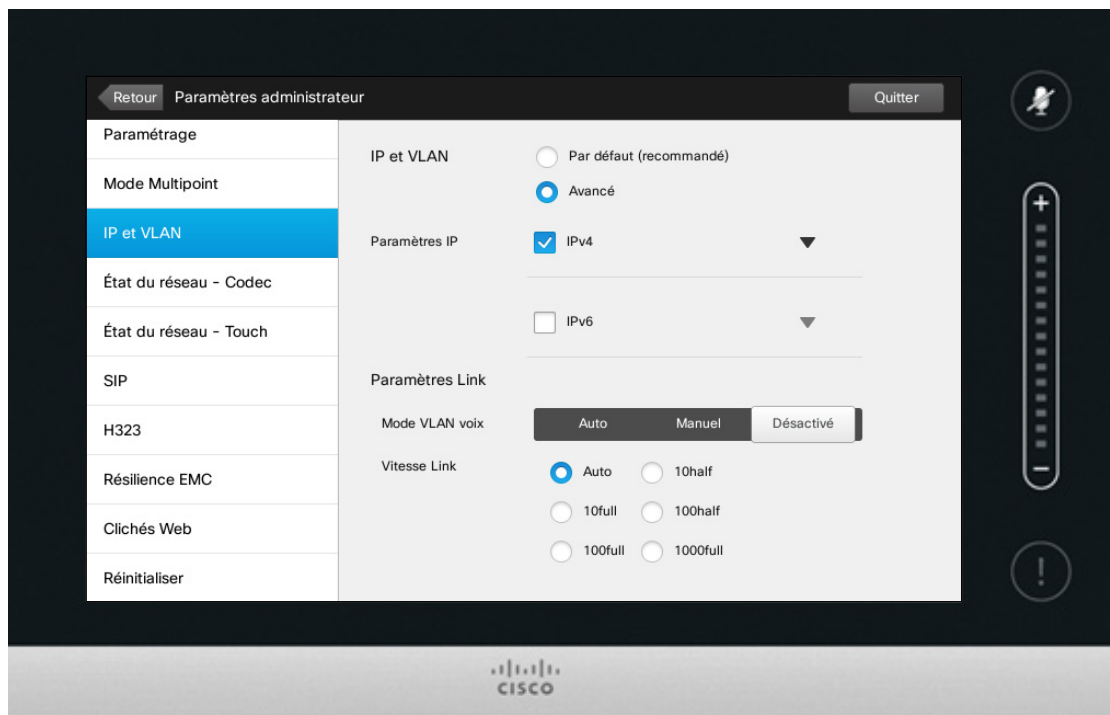 Retour Paramètres administrateur Quitter
Paramétrage
Mode Multipoint
IP et VLAN
État du réseau - Codec
État du réseau - Touch
SIP
H323
Résilience EMC
Clichés Web
Réinitialiser
IP et VLAN Par défaut (recommandé)
Avancé
Paramètres IP IPv4
IPv6
Paramètres Link
Mode VLAN voix Auto Manuel Désactivé
Vitesse Link Auto 10half
10full 100half
100full 1000full
+
−
!
CISCO